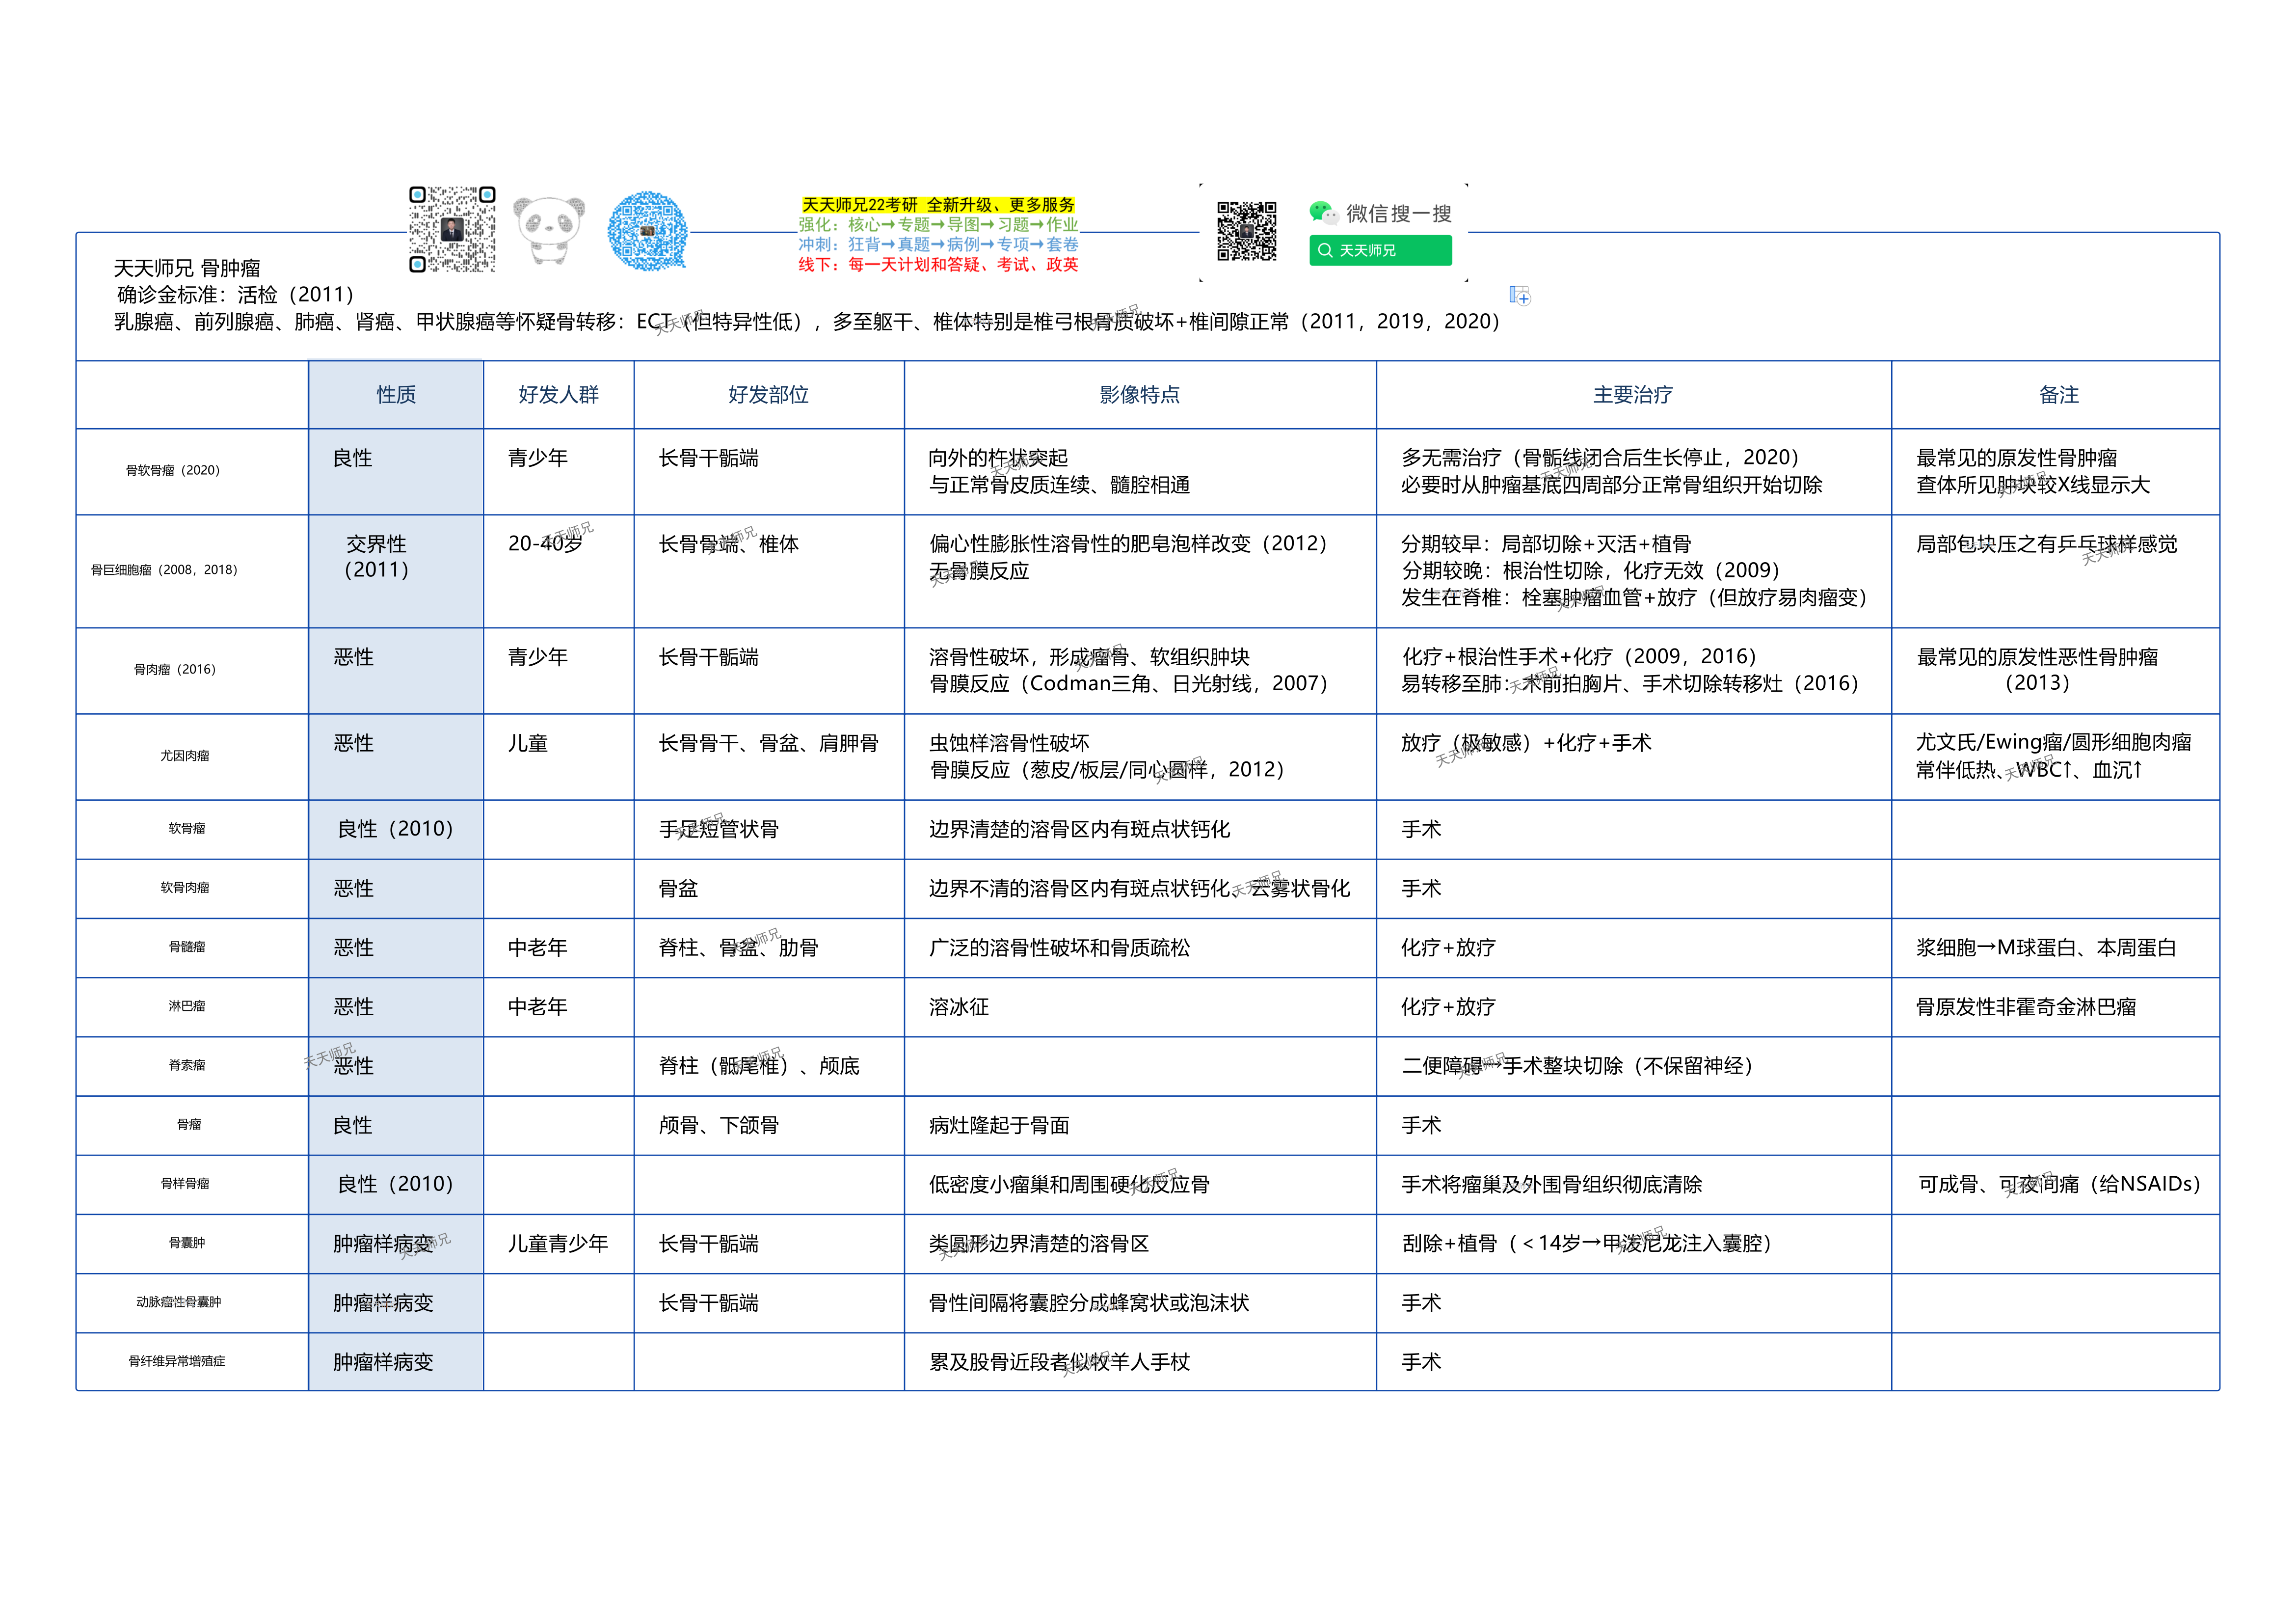 天天师兄22考研 全新升级、更多服务
强化：核心→专题→导图→习题→作业
冲刺：狂背→真题→病例→专项→套卷
线下：每一天计划和答疑、考试、政英
微信搜一搜
天天师兄
天天师兄 骨肿瘤
确诊金标准：活检（2011）
乳腺癌、前列腺癌、肺癌、肾癌、甲状腺癌等怀疑骨转移：ECT（但特异性低），多至躯干、椎体特别是椎弓根骨质破坏+椎间隙正常（2011，2019，2020）
性质 好发人群 好发部位 影像特点 主要治疗 备注
骨软骨瘤（2020） 良性 青少年 长骨干骺端 向外的杵状突起 多无需治疗（骨骺线闭合后生长停止，2020） 最常见的原发性骨肿瘤
与正常骨皮质连续、髓腔相通 必要时从肿瘤基底四周部分正常骨组织开始切除 查体所见肿块较X线显示大
骨巨细胞瘤（2008，2018） 交界性 20-40岁 长骨骨端、椎体 偏心性膨胀性溶骨性的肥皂泡样改变（2012） 分期较早：局部切除+灭活+植骨 局部包块压之有乒乓球样感觉
（2011） 无骨膜反应 分期较晚：根治性切除，化疗无效（2009）
发生在脊椎：栓塞肿瘤血管+放疗（但放疗易肉瘤变）
骨肉瘤（2016） 恶性 青少年 长骨干骺端 溶骨性破坏，形成瘤骨、软组织肿块 化疗+根治性手术+化疗（2009，2016） 最常见的原发性恶性骨肿瘤
骨膜反应（Codman三角、日光射线，2007） 易转移至肺：术前拍胸片、手术切除转移灶（2016） （2013）
尤因肉瘤 恶性 儿童 长骨骨干、骨盆、肩胛骨 虫蚀样溶骨性破坏 放疗（极敏感）+化疗+手术 尤文氏/Ewing瘤/圆形细胞肉瘤
骨膜反应（葱皮/板层/同心圆样，2012） 常伴低热、WBC↑、血沉↑
软骨瘤 良性（2010） 手足短管状骨 边界清楚的溶骨区内有斑点状钙化 手术
软骨肉瘤 恶性 骨盆 边界不清的溶骨区内有斑点状钙化、云雾状骨化 手术
骨髓瘤 恶性 中老年 脊柱、骨盆、肋骨 广泛的溶骨性破坏和骨质疏松 化疗+放疗 浆细胞→M球蛋白、本周蛋白
淋巴瘤 恶性 中老年 溶冰征 化疗+放疗 骨原发性非霍奇金淋巴瘤
脊索瘤 恶性 脊柱（骶尾椎）、颅底 二便障碍→手术整块切除（不保留神经）
骨瘤 良性 颅骨、下颌骨 病灶隆起于骨面 手术
骨样骨瘤 良性（2010） 低密度小瘤巢和周围硬化反应骨 手术将瘤巢及外围骨组织彻底清除 可成骨、可夜间痛（给NSAIDs）
骨囊肿 肿瘤样病变 儿童青少年 长骨干骺端 类圆形边界清楚的溶骨区 刮除+植骨（＜14岁→甲泼尼龙注入囊腔）
动脉瘤性骨囊肿 肿瘤样病变 长骨干骺端 骨性间隔将囊腔分成蜂窝状或泡沫状 手术
骨纤维异常增殖症 肿瘤样病变 累及股骨近段者似牧羊人手杖 手术